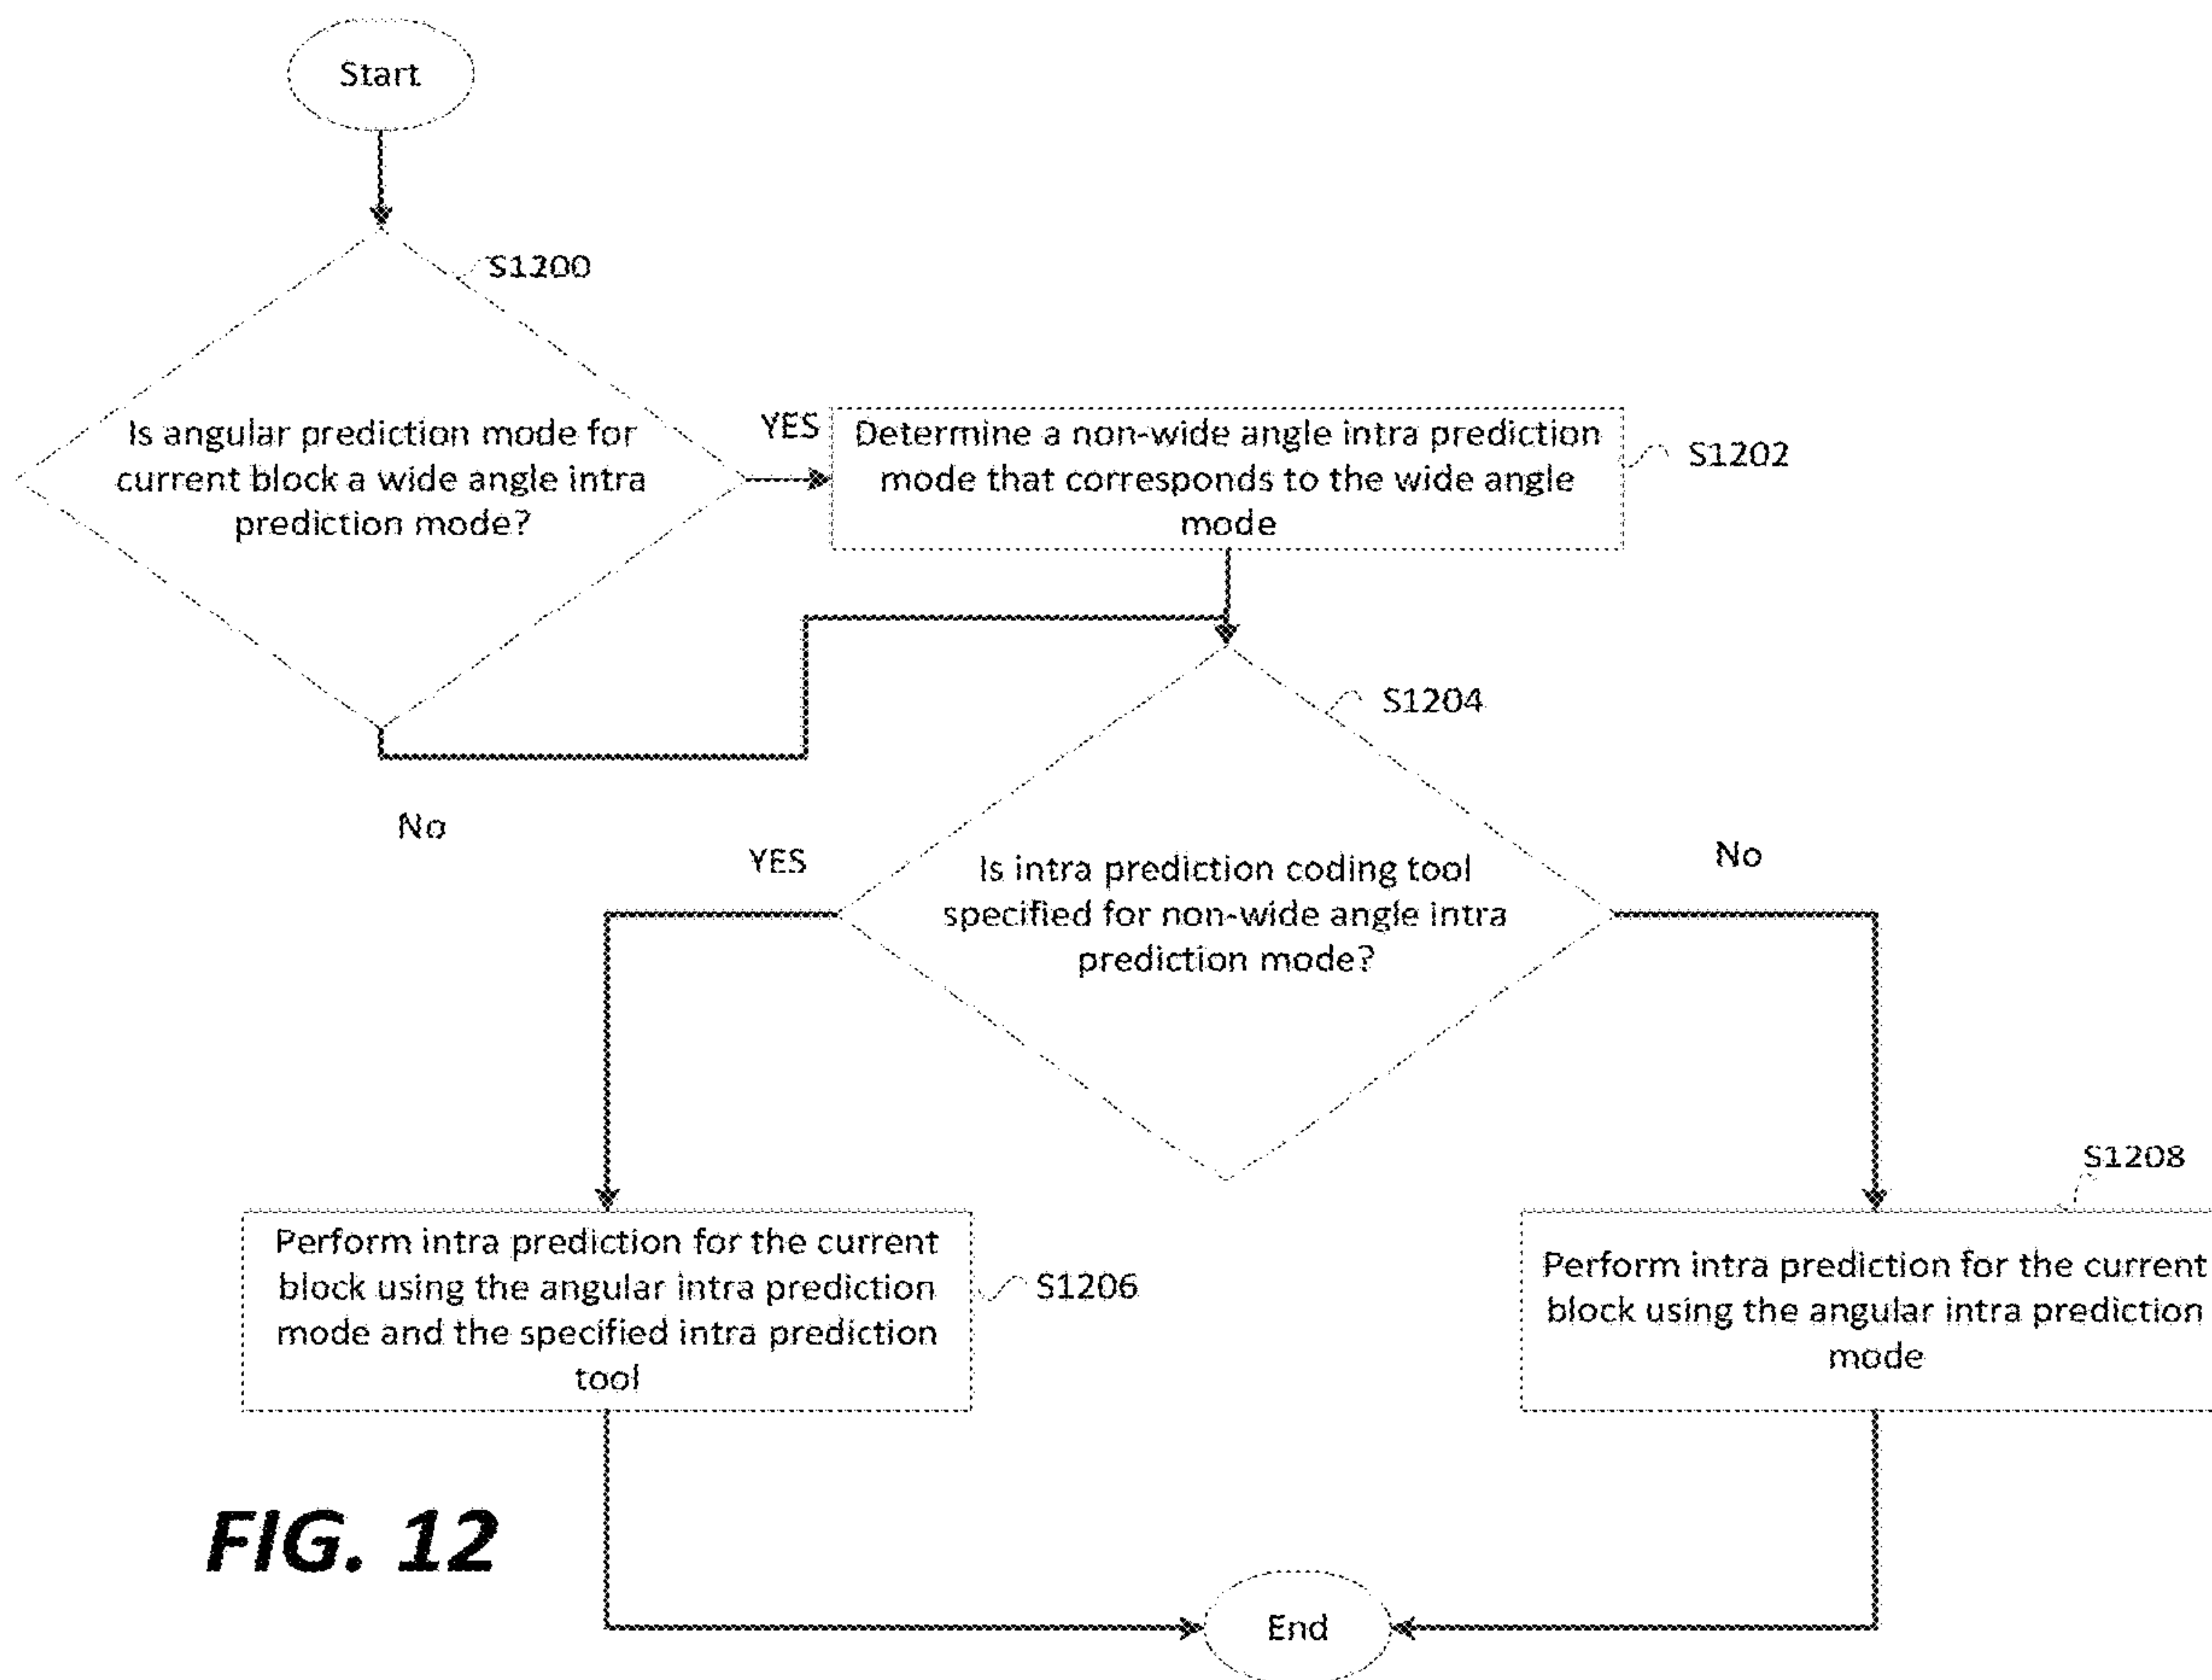 Start
S1200
Is angular prediction mode for
current block a wide angle intra
prediction mode?
YES
Determine a non-wide angle intra prediction
mode that corresponds to the wide angle
mode
S1202
No
S1204
YES
Is intra prediction coding tool
specified for non-wide angle intra
prediction mode?
No
Perform intra prediction for the current
block using the angular intra prediction
mode and the specified intra prediction
tool
S1206
S1208
Perform intra prediction for the current
block using the angular intra prediction
mode
FIG. 12
End